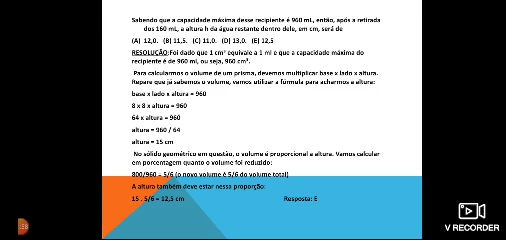 Sabendo que a capacidade máxima desse recipiente é 960 mL, então, após a retirada
dos 160 mL, a altura h da água restante dentro dele, em cm, será de
(A) 12,0. (B) 11,5. (C) 11,0. (D) 13,0. (E) 12,5
RESOLUÇÃO:Foi dado que 1 cm³ equivale a 1 ml e que a capacidade máxima do
recipiente é de 960 ml, ou seja, 960 cm³.
Para calcularmos o volume de um prisma, devemos multiplicar base x lado x altura.
Repare que já sabemos o volume, vamos utilizar a fórmula para acharmos a altura:
base x lado x altura = 960
8 x 8 x altura = 960
64 x altura = 960
altura = 960 / 64
altura = 15 cm
No sólido geométrico em questão, o volume é proporcional a altura. Vamos calcular
em porcentagem quanto o volume foi reduzido:
800/960 = 5/6 (o novo volume é 5/6 do volume total)
A altura também deve estar nessa proporção:
15 . 5/6 = 12,5 cm Resposta: E
V RECORDER